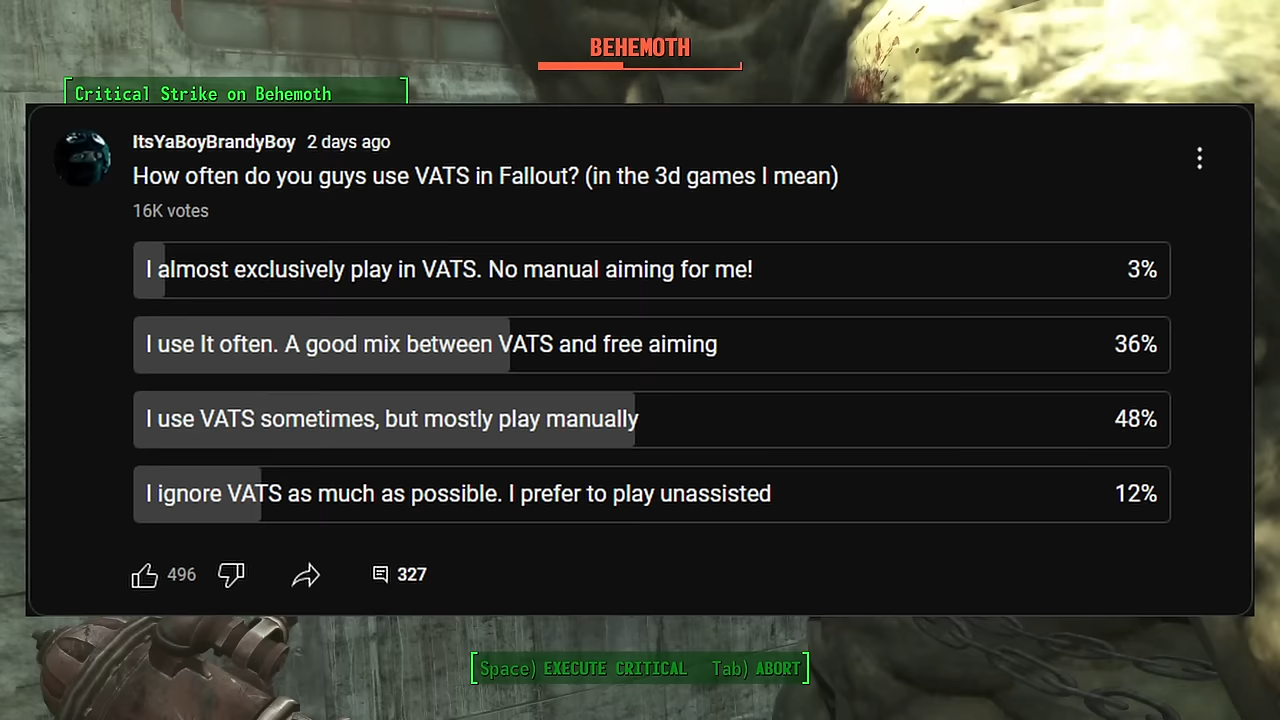 BEHEMOTH
Critical Strike on Behemoth
ItsYaBoyBrandyBoy 2 days ago
How often do you guys use VATS in Fallout? (in the 3d games I mean)
16K votes
I almost exclusively play in VATS. No manual aiming for me! 3%
I use It often. A good mix between VATS and free aiming 36%
I use VATS sometimes, but mostly play manually 48%
I ignore VATS as much as possible. I prefer to play unassisted 12%
496 327
Space) EXECUTE CRITICAL Tab) ABORT